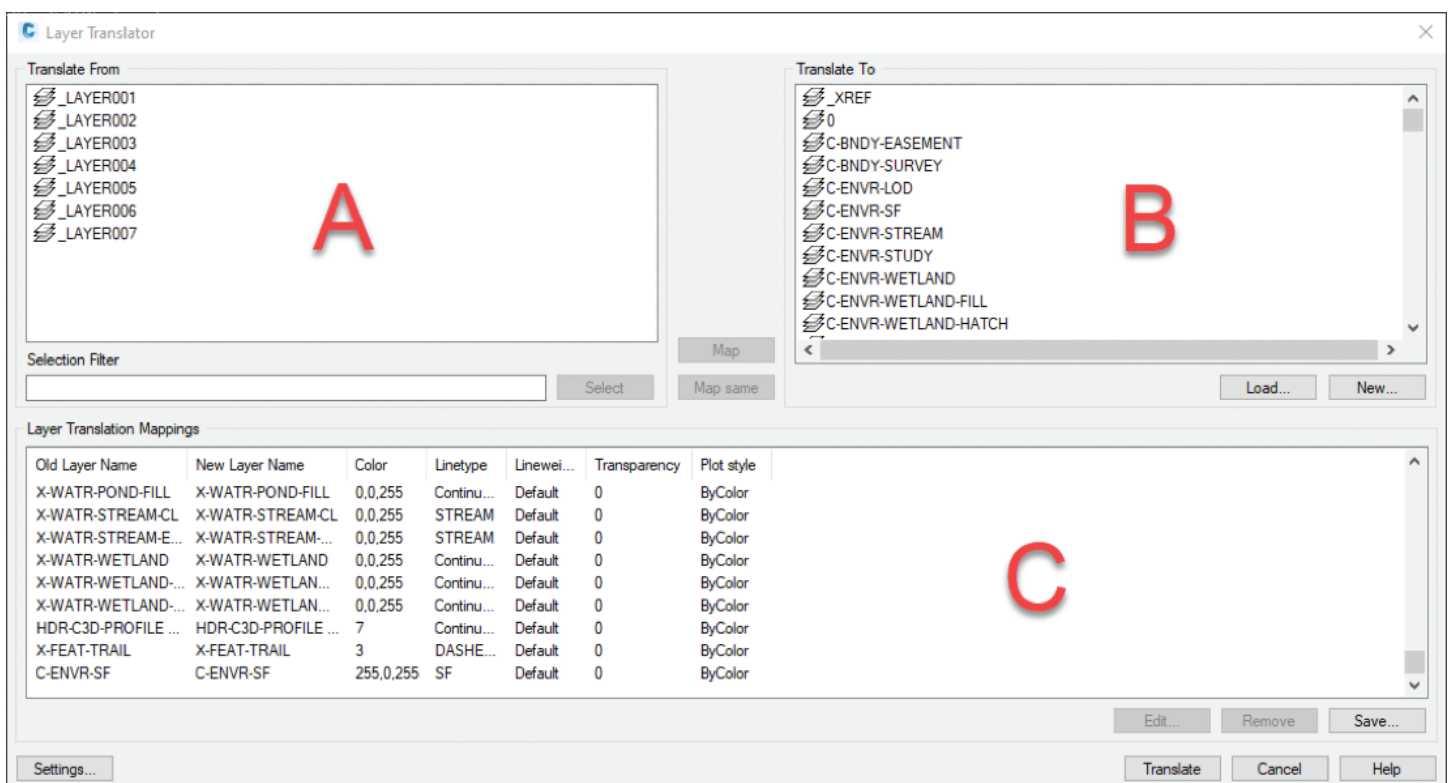 Layer Translator
Translate From
_LAYER001
_LAYER002
_LAYER003
_LAYER004
_LAYER005
_LAYER006
_LAYER007
A
Selection Filter
Select
Map
Map same
Translate To
_XREF
0
C-BNDY-EASEMENT
C-BNDY-SURVEY
C-ENVR-LOD
C-ENVR-SF
C-ENVR-STREAM
C-ENVR-STUDY
C-ENVR-WETLAND
C-ENVR-WETLAND-FILL
C-ENVR-WETLAND-HATCH
B
Load... New...
Layer Translation Mappings
Old Layer Name New Layer Name Color Linetype Linewei... Transparency Plot style
X-WATR-POND-FILL X-WATR-POND-FILL 0,0,255 Continu... Default 0 ByColor
X-WATR-STREAM-CL X-WATR-STREAM-CL 0,0,255 STREAM Default 0 ByColor
X-WATR-STREAM-E... X-WATR-STREAM-... 0,0,255 STREAM Default 0 ByColor
X-WATR-WETLAND X-WATR-WETLAND 0,0,255 Continu... Default 0 ByColor
X-WATR-WETLAND-... X-WATR-WETLAN... 0,0,255 Continu... Default 0 ByColor
X-WATR-WETLAND-... X-WATR-WETLAN... 0,0,255 Continu... Default 0 ByColor
HDR-C3D-PROFILE ... HDR-C3D-PROFILE ... 7 Continu... Default 0 ByColor
X-FEAT-TRAIL X-FEAT-TRAIL 3 DASHE... Default 0 ByColor
C-ENVR-SF C-ENVR-SF 255,0,255 SF Default 0 ByColor
C
Edit... Remove Save...
Settings... Translate Cancel Help